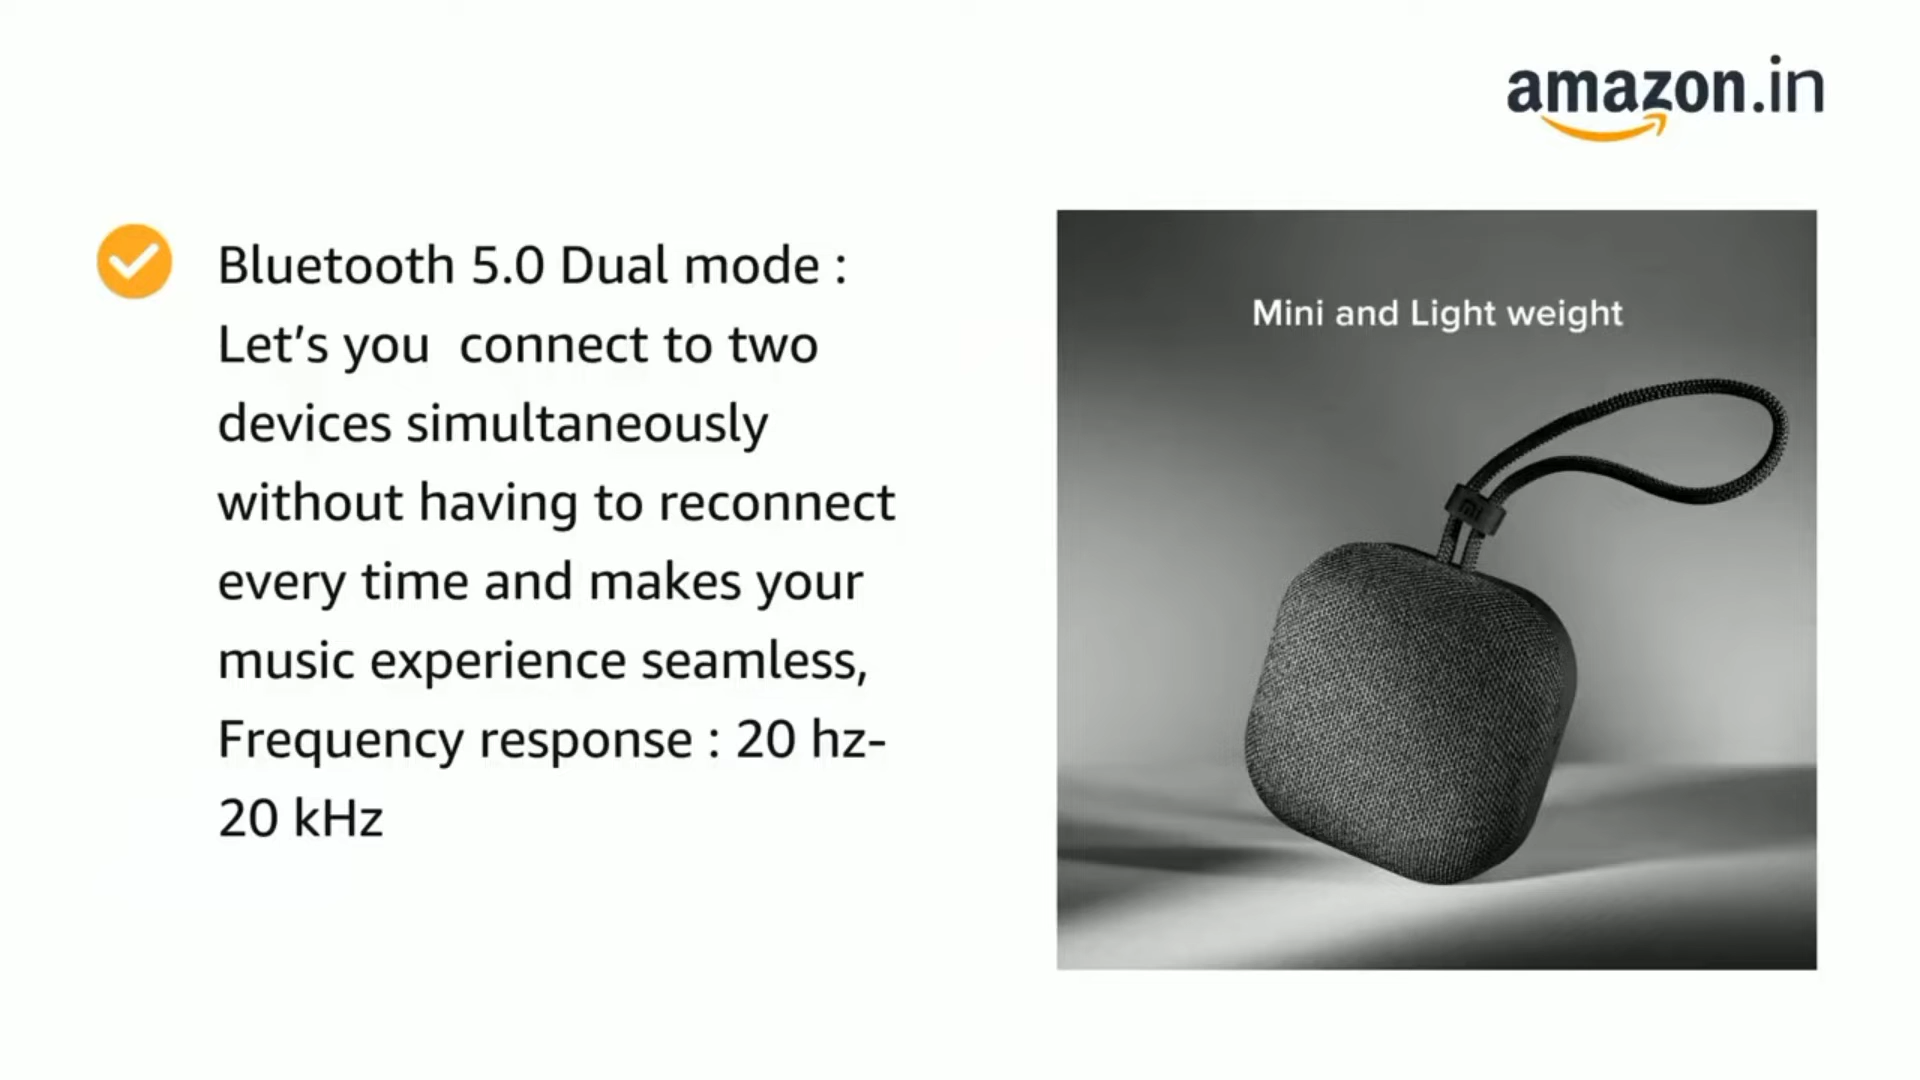 amazon.in
Bluetooth 5.0 Dual mode :
Let’s you  connect to two
devices simultaneously
without having to reconnect
every time and makes your
music experience seamless,
Frequency response : 20 hz-
20 kHz
Mini and Light weight
mi